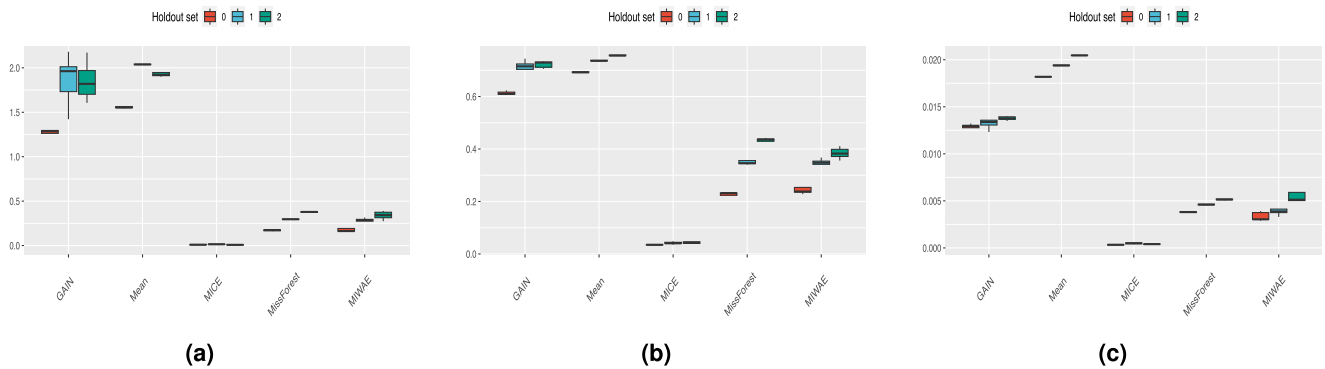 Holdout set 0 1 2
2.0
1.5
1.0
0.5
0.0
GAIN
Mean
MICE
MissForest
MIWAE
(a)
Holdout set 0 1 2
0.6
0.4
0.2
0.0
GAIN
Mean
MICE
MissForest
MIWAE
(b)
Holdout set 0 1 2
0.020
0.015
0.010
0.005
0.000
GAIN
Mean
MICE
MissForest
MIWAE
(c)